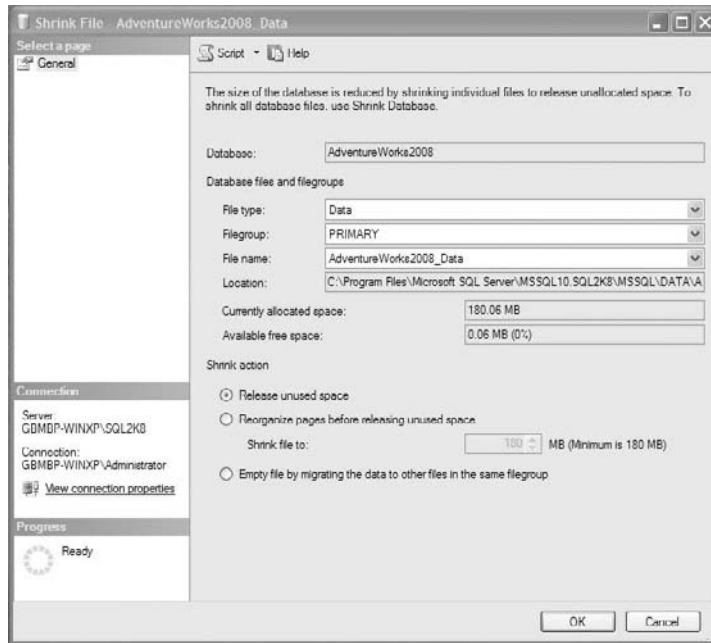 Shrink File - AdventureWorks2008_Data
Select a page
General
Script
Help
The size of the database is reduced by shrinking individual files to release unallocated space. To
shrink all database files, use Shrink Database.
Database:
AdventureWorks2008
Database files and filegroups
File type:
Data
Filegroup:
PRIMARY
File name:
AdventureWorks2008_Data
Location:
C:\Program Files\Microsoft SQL Server\MSSQL10.SQL2K8\MSSQL\DATA\A
Currently allocated space:
180.06 MB
Available free space:
0.06 MB (0%)
Shrink action
Release unused space
Reorganize pages before releasing unused space
Shrink file to:
180
MB (Minimum is 180 MB)
Empty file by migrating the data to other files in the same filegroup
Connection
Server:
GBMBP-WINXP\SQL2K8
Connection:
GBMBP-WINXP\Administrator
View connection properties
Progress
Ready
OK
Cancel